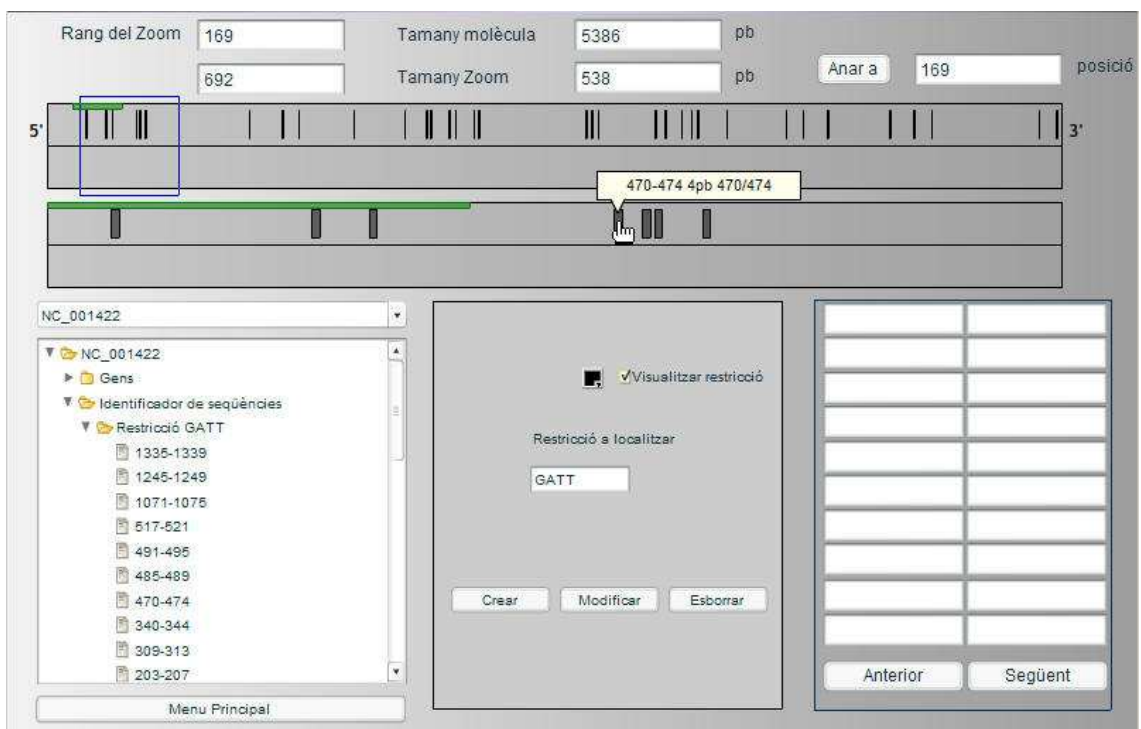 Rang del Zoom 169 Tamany molècula 5386 pb
692 Tamany Zoom 538 pb Anar a 169 posició
5' 3'
470-474 4pb 470/474
NC_001422
NC_001422
Gens
Identificador de seqüències
Restricció GATT
1335-1339
1245-1249
1071-1075
517-521
491-495
485-489
470-474
340-344
309-313
203-207
Menu Principal
Visualitzar restricció
Restricció a localitzar
GATT
Crear Modificar Esborrar
Anterior Següent